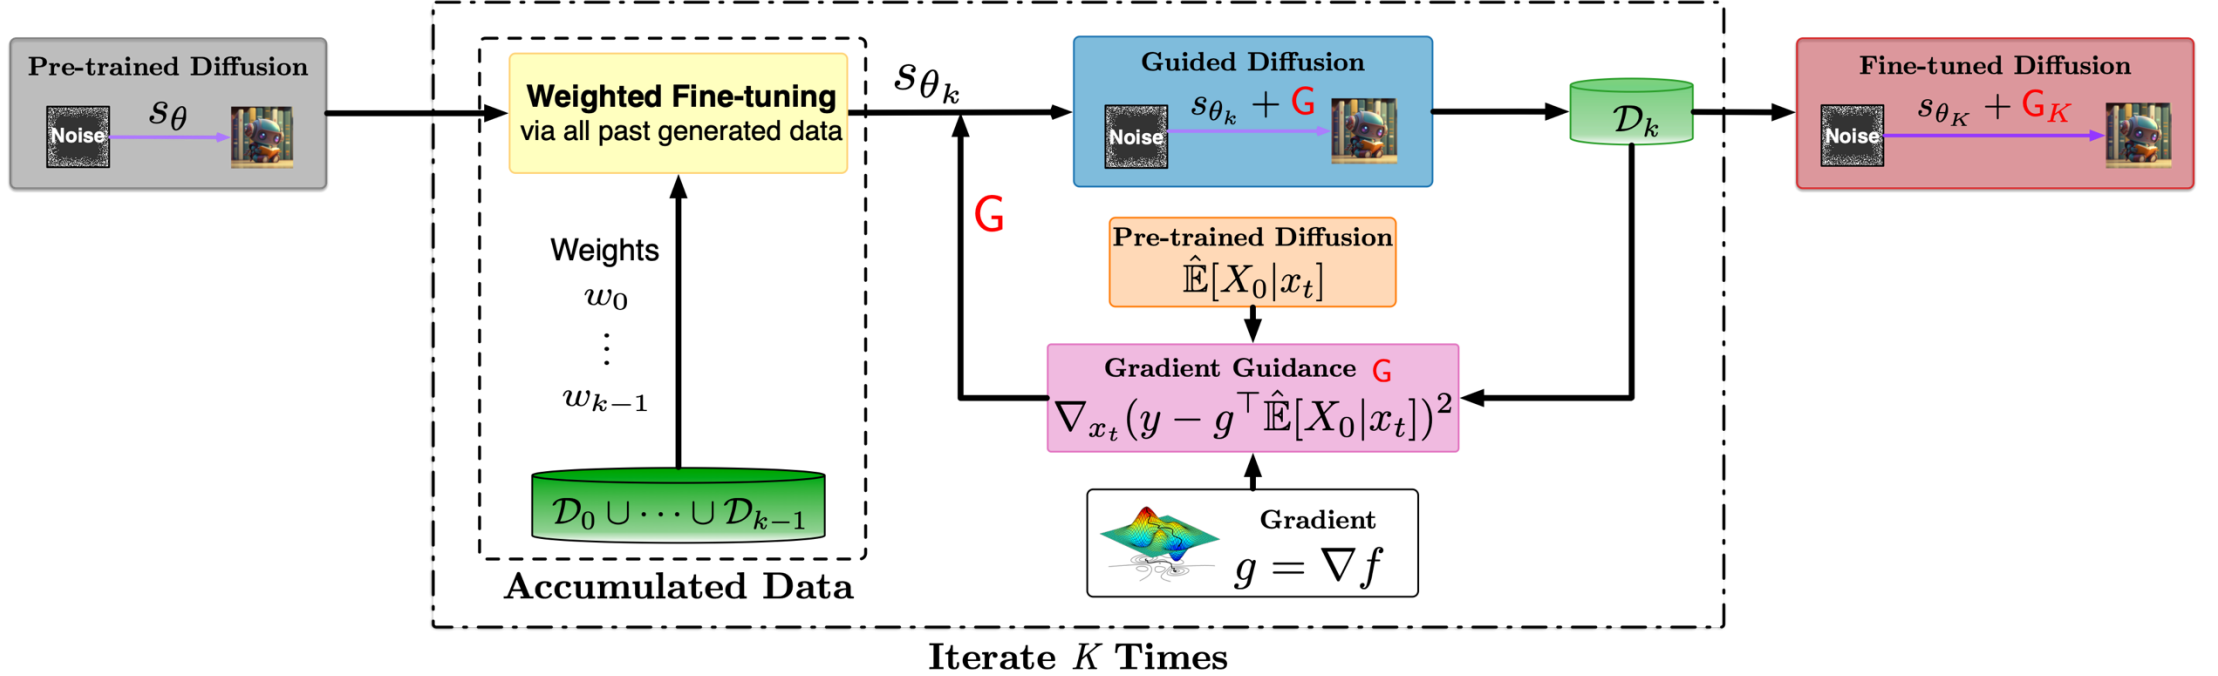 Pre-trained Diffusion
Noise
s_θ
Weighted Fine-tuning
via all past generated data
Weights
w_0
⋮
w_{k-1}
𝒟_0 ∪ ⋯ ∪ 𝒟_{k-1}
Accumulated Data
s_{θ_k}
G
Guided Diffusion
Noise
s_{θ_k} + G
Pre-trained Diffusion
𝔼̂[X_0|x_t]
Gradient Guidance G
∇_{x_t}(y − g^⊤𝔼̂[X_0|x_t])^2
Gradient
g = ∇f
𝒟_k
Fine-tuned Diffusion
Noise
s_{θ_K} + G_K
Iterate K Times